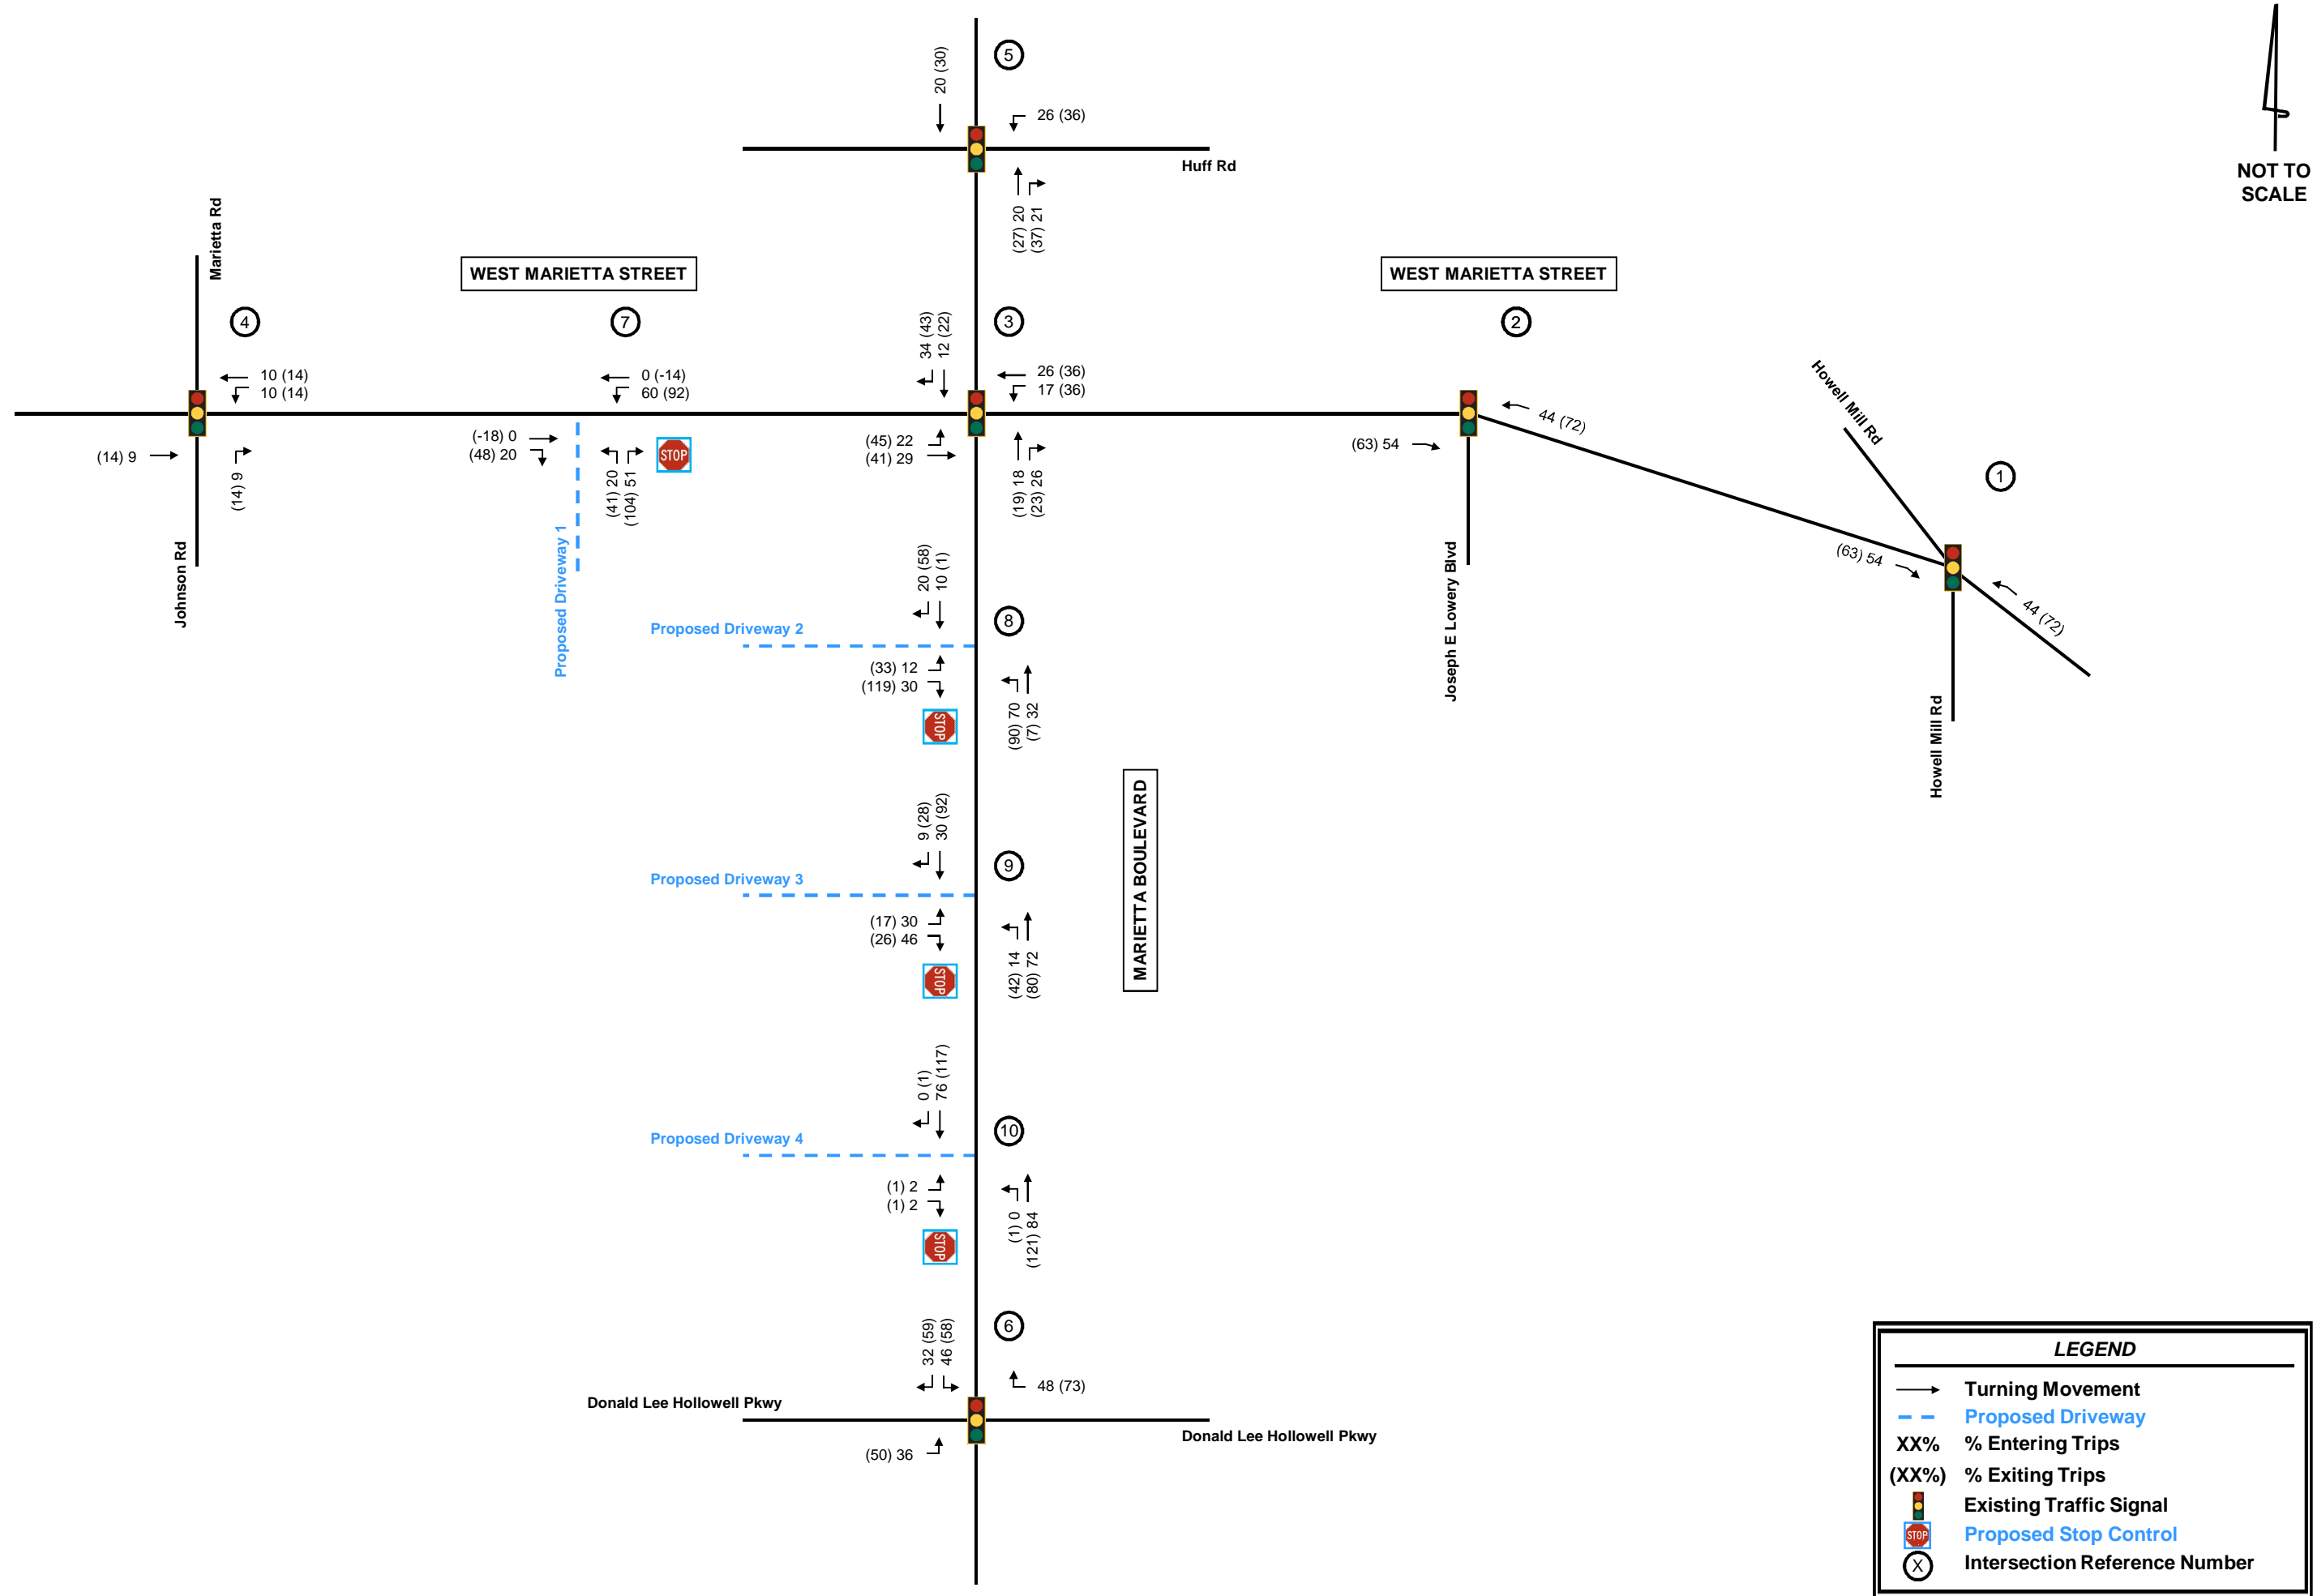 5
20 (30)
26 (36)
Huff Rd
(27) 20
(37) 21
NOT TO
SCALE
Marietta Rd
WEST MARIETTA STREET
WEST MARIETTA STREET
4
7
3
2
34 (43)
12 (22)
10 (14)
10 (14)
0 (-14)
60 (92)
26 (36)
17 (36)
(14) 9
(14) 9
(-18) 0
(48) 20
(41) 20
(104) 51
STOP
(45) 22
(41) 29
(19) 18
(23) 26
(63) 54
44 (72)
Howell Mill Rd
1
(63) 54
44 (72)
Johnson Rd
Proposed Driveway 1
Joseph E Lowery Blvd
Howell Mill Rd
20 (58)
10 (1)
8
Proposed Driveway 2
(33) 12
(119) 30
STOP
(90) 70
(7) 32
MARIETTA BOULEVARD
9 (28)
30 (92)
9
Proposed Driveway 3
(17) 30
(26) 46
STOP
(42) 14
(80) 72
0 (1)
76 (117)
10
Proposed Driveway 4
(1) 2
(1) 2
STOP
(1) 0
(121) 84
6
32 (59)
46 (58)
48 (73)
Donald Lee Hollowell Pkwy
Donald Lee Hollowell Pkwy
(50) 36
LEGEND
Turning Movement
Proposed Driveway
XX% % Entering Trips
(XX%) % Exiting Trips
Existing Traffic Signal
STOP Proposed Stop Control
X Intersection Reference Number